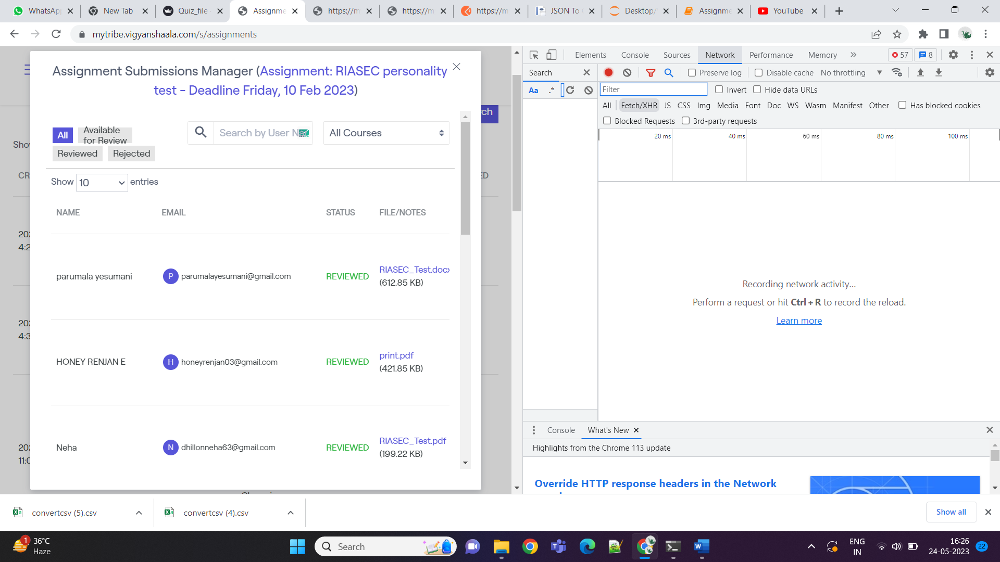 WhatsApp
New Tab
Quiz_file
Assignme
https://m
https://m
https://m
JSON To
Desktop/
Assignme
YouTube
mytribe.vigyanshaala.com/s/assignments
Assignment Submissions Manager (Assignment: RIASEC personality
test - Deadline Friday, 10 Feb 2023)
ch
Sho
All
Available
for Review
Reviewed
Rejected
Search by User Na
All Courses
CR
ED
Show 10 entries
NAME EMAIL STATUS FILE/NOTES
202
4:2
parumala yesumani P parumalayesumani@gmail.com REVIEWED RIASEC_Test.docx
(612.85 KB)
202
4:3
HONEY RENJAN E H honeyrenjan03@gmail.com REVIEWED print.pdf
(421.85 KB)
202
11:0
Neha N dhillonneha63@gmail.com REVIEWED RIASEC_Test.pdf
(199.22 KB)
Elements Console Sources Network Performance Memory » 57 8
Search
Aa .*
Preserve log Disable cache No throttling
Filter Invert Hide data URLs
All Fetch/XHR JS CSS Img Media Font Doc WS Wasm Manifest Other Has blocked cookies
Blocked Requests 3rd-party requests
20 ms 40 ms 60 ms 80 ms 100 ms
Recording network activity…
Perform a request or hit Ctrl + R to record the reload.
Learn more
Console What's New
Highlights from the Chrome 113 update
Override HTTP response headers in the Network
convertcsv (5).csv
convertcsv (4).csv
Show all
1
36°C
Haze
Search
ENG
IN
16:26
24-05-2023
22